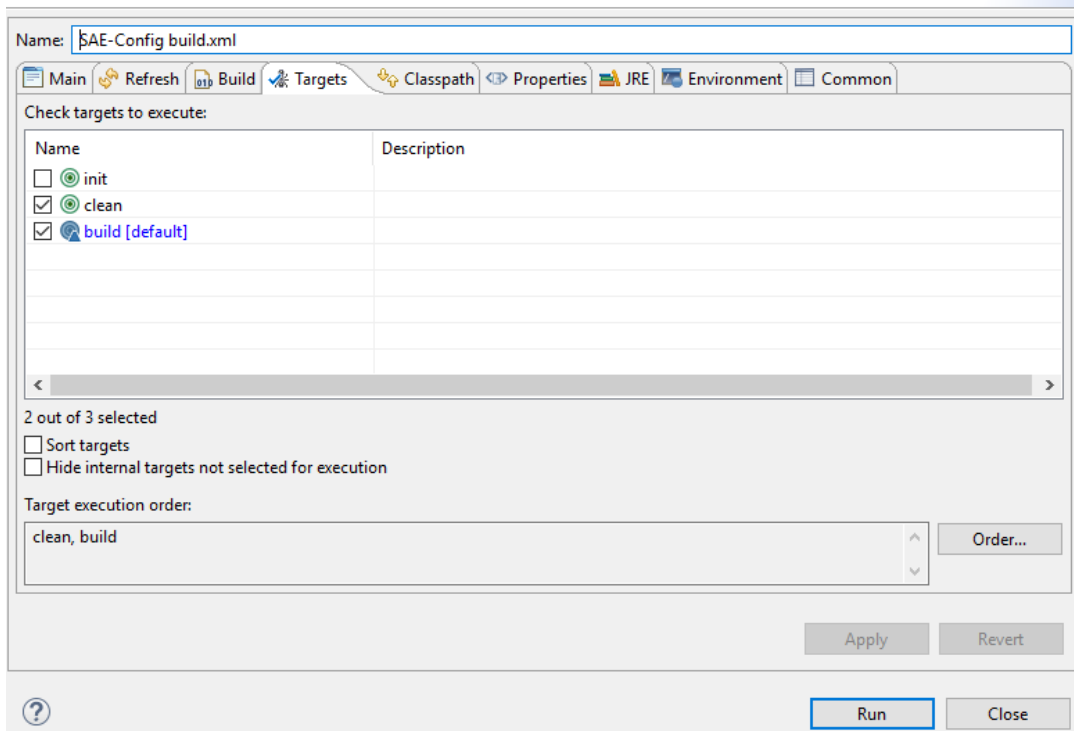 Name: SAE-Config build.xml
Main Refresh Build Targets Classpath Properties JRE Environment Common
Check targets to execute:
Name Description
init
clean
build [default]
2 out of 3 selected
Sort targets
Hide internal targets not selected for execution
Target execution order:
clean, build
Order...
Apply Revert
? Run Close